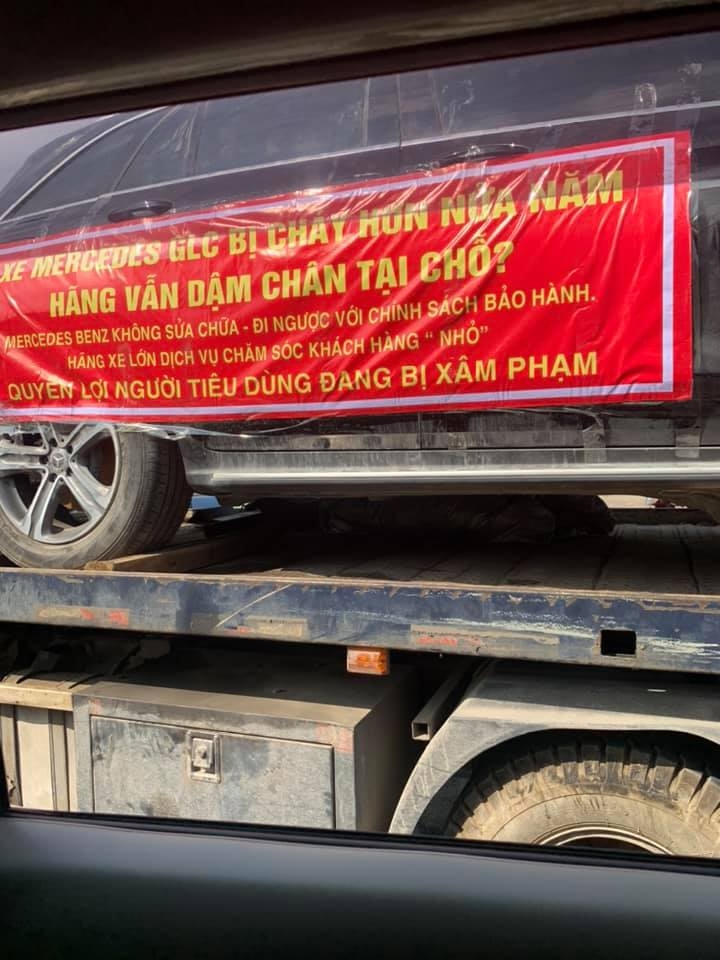 XE MERCEDES GLC BỊ CHÁY HƠN NỬA NĂM
HÃNG VẪN DẬM CHÂN TẠI CHỖ?
MERCEDES BENZ KHÔNG SỬA CHỮA - ĐI NGƯỢC VỚI CHÍNH SÁCH BẢO HÀNH.
HÃNG XE LỚN DỊCH VỤ CHĂM SÓC KHÁCH HÀNG “ NHỎ”
QUYỀN LỢI NGƯỜI TIÊU DÙNG ĐANG BỊ XÂM PHẠM